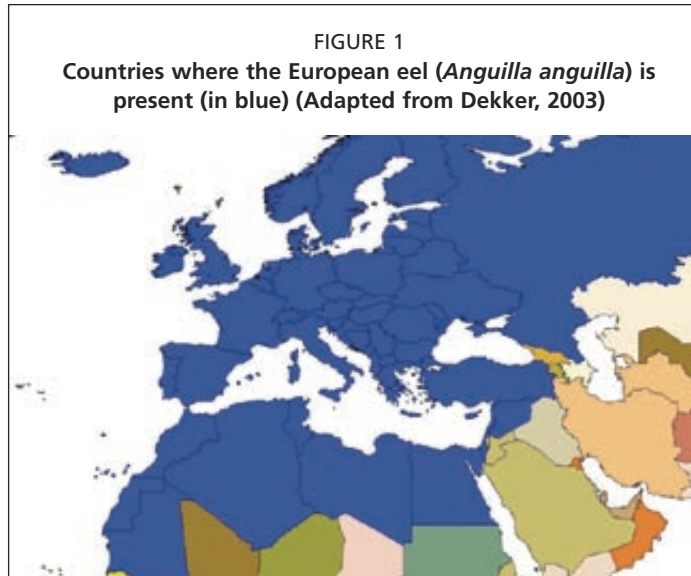 FIGURE 1
Countries where the European eel (Anguilla anguilla) is
present (in blue) (Adapted from Dekker, 2003)